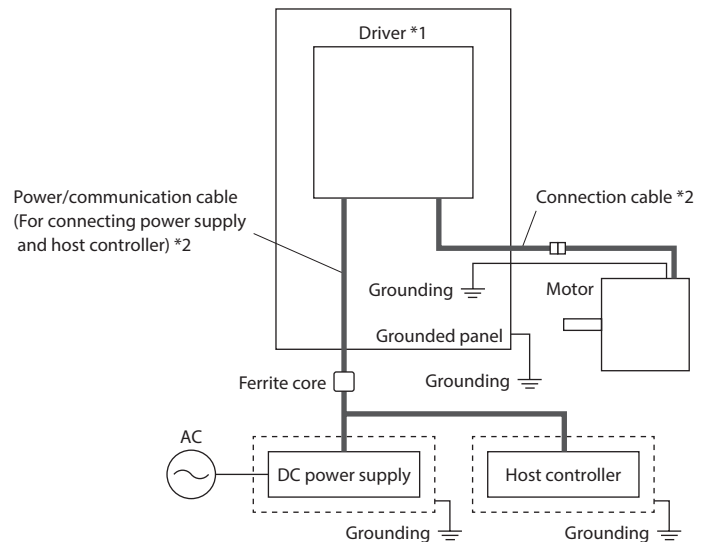 Driver *1
Power/communication cable
(For connecting power supply
and host controller) *2
Connection cable *2
Grounding
Motor
Grounded panel
Ferrite core
Grounding
AC
DC power supply
Host controller
Grounding
Grounding